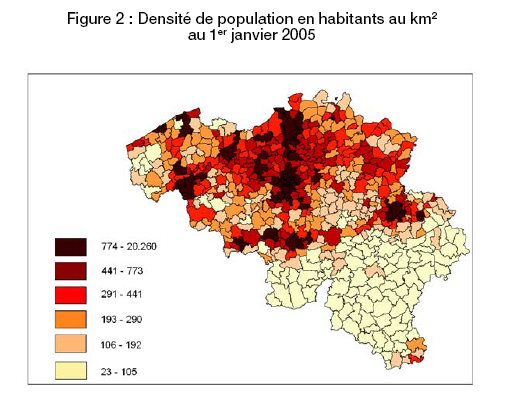 Figure 2 : Densité de population en habitants au km²
au 1er janvier 2005
774 - 20.260
441 - 773
291 - 441
193 - 290
106 - 192
23 - 105